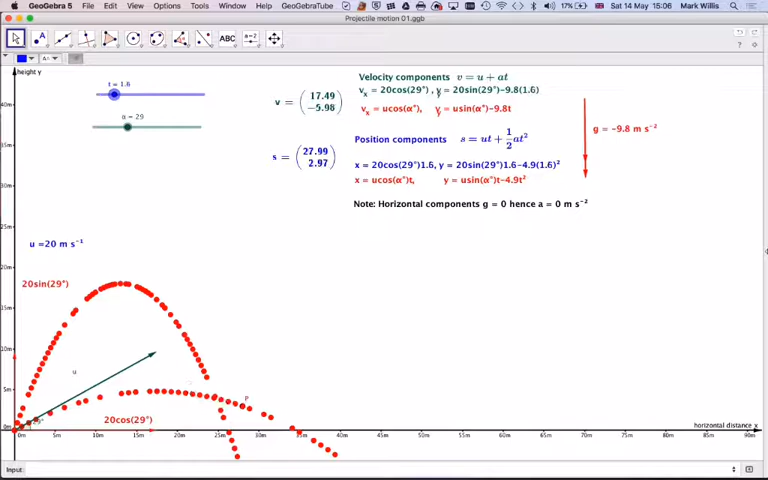 GeoGebra 5 File Edit View Options Tools Window Help GeoGebraTube 17% Sat 14 May 15:06 Mark Willis
Projectile motion 01.ggb
ABC a=2
height y
t = 1.6
α = 29
v = ( 17.49 −5.98 )
s = ( 27.99 2.97 )
Velocity components v = u + at
vx = 20cos(29°) , y = 20sin(29°)−9.8(1.6)
vx = ucos(α°), y = usin(α°)−9.8t
g = −9.8 m s⁻²
Position components s = ut + 1/2 at²
x = 20cos(29°)1.6, y = 20sin(29°)1.6−4.9(1.6)²
x = ucos(α°)t, y = usin(α°)t−4.9t²
Note: Horizontal components g = 0 hence a = 0 m s⁻²
u =20 m s⁻¹
20sin(29°)
u
P
29°
20cos(29°)
40m
35m
30m
25m
20m
15m
10m
5m
0m
horizontal distance x
0m 5m 10m 15m 20m 25m 30m 35m 40m 45m 50m 55m 60m 65m 70m 75m 80m 85m 90m
Input: